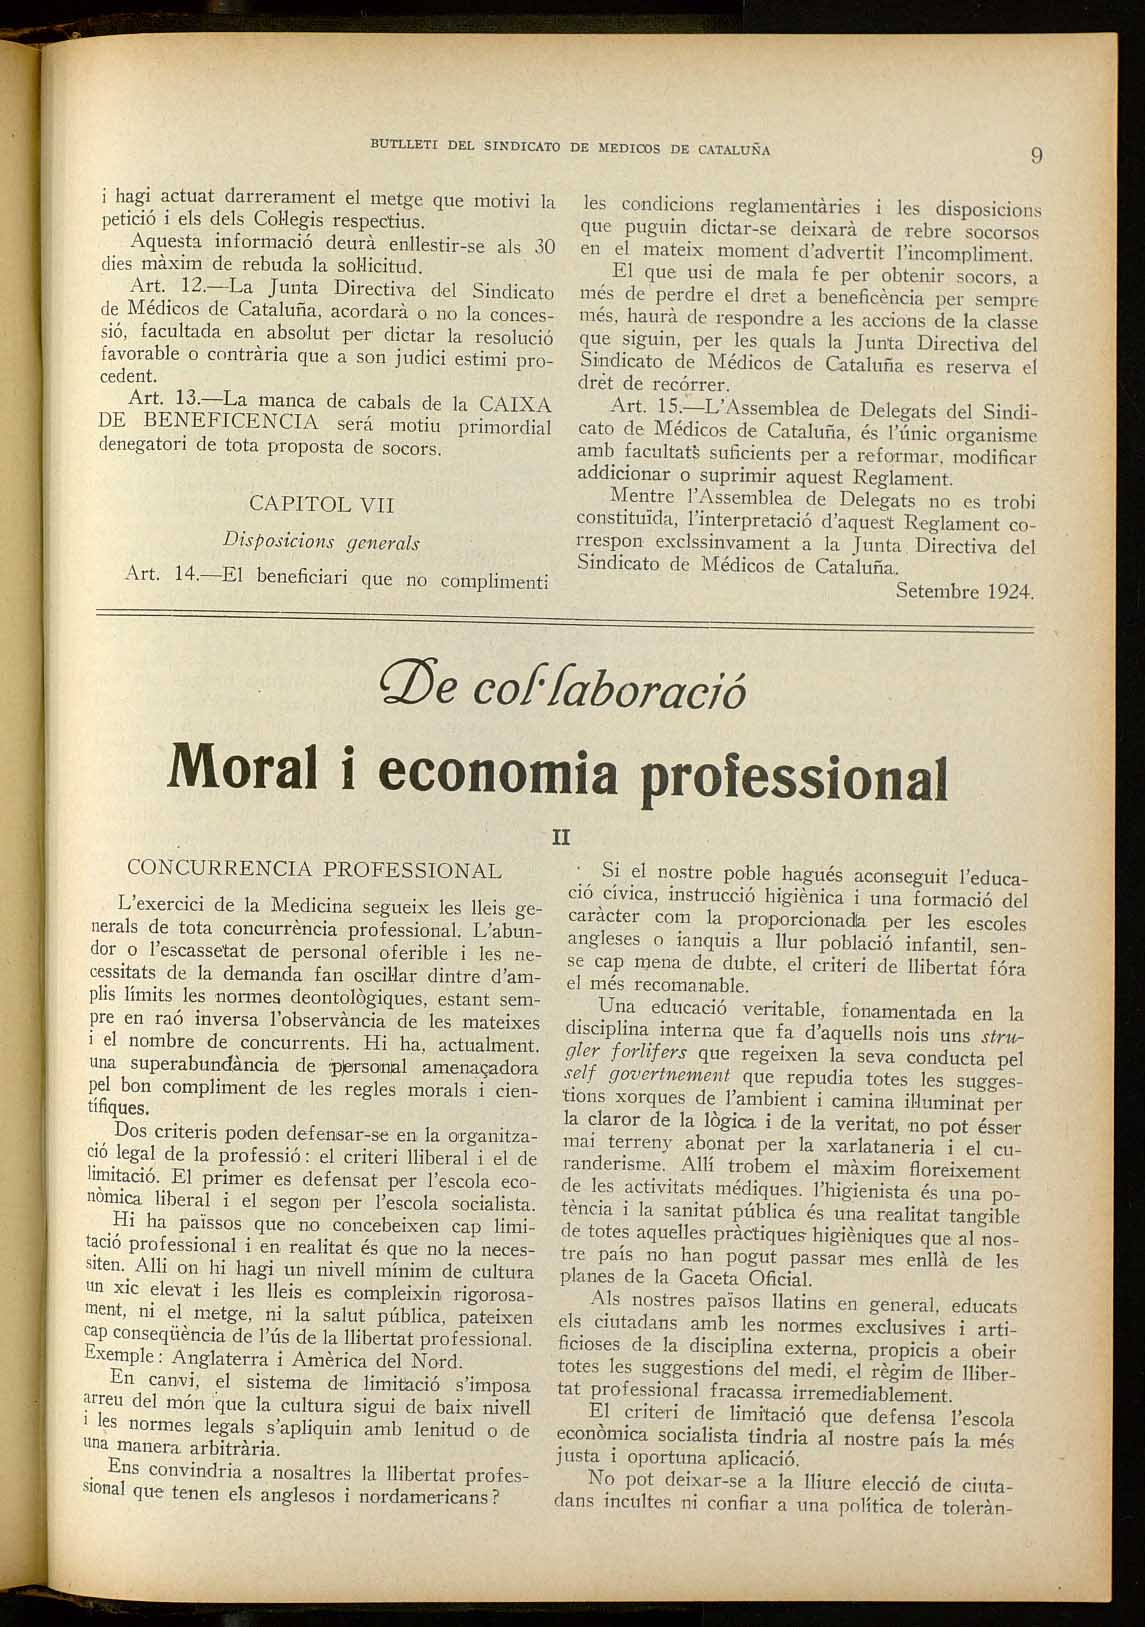 BUTLLETI DEL SINDICATO DE MEDICOS DE CATALUÑA
9
i hagi actuat darrerament el metge que motivi la
petició i els dels Col·legis respectius.
Aquesta informació deurà enllestir-se als 30
dies màxim de rebuda la sol·licitud.
Art. 12.—La Junta Directiva del Sindicato
de Médicos de Cataluña, acordarà o no la conces-
sió, facultada en absolut per dictar la resolució
favorable o contrària que a son judici estimi pro-
cedent.
Art. 13.—La manca de cabals de la CAIXA
DE BENEFICENCIA será motiu primordial
denegatori de tota proposta de socors.
CAPITOL VII
Disposicions generals
Art. 14.—El beneficiari que no complimenti
les condicions reglamentàries i les disposicions
que puguin dictar-se deixarà de rebre socorsos
en el mateix moment d'advertit l'incompliment.
El que usi de mala fe per obtenir socors, a
més de perdre el dret a beneficència per sempre
més, haurà de respondre a les accions de la classe
que siguin, per les quals la Junta Directiva del
Sindicato de Médicos de Cataluña es reserva el
drèt de recórrer.
Art. 15.—L'Assemblea de Delegats del Sindi-
cato de Médicos de Cataluña, és l'únic organisme
amb facultats suficients per a reformar, modificar
addicionar o suprimir aquest Reglament.
Mentre l'Assemblea de Delegats no es trobi
constituïda, l'interpretació d'aquest Reglament co-
rrespon exclssinvament a la Junta Directiva del
Sindicato de Médicos de Cataluña.
Setembre 1924.
De col·laboració
Moral i economia professional
II
CONCURRENCIA PROFESSIONAL
L'exercici de la Medicina segueix les lleis ge-
nerals de tota concurrència professional. L'abun-
dor o l'escassetat de personal oferible i les ne-
cessitats de la demanda fan oscil·lar dintre d'am-
plis límits les normes deontològiques, estant sem-
pre en raó inversa l'observància de les mateixes
i el nombre de concurrents. Hi ha, actualment,
una superabundància de personal amenaçadora
pel bon compliment de les regles morals i cien-
tífiques.
Dos criteris poden defensar-se en la organitza-
ció legal de la professió: el criteri lliberal i el de
limitació. El primer es defensat per l'escola eco-
nòmica liberal i el segon per l'escola socialista.
Hi ha païssos que no concebeixen cap limi-
tació professional i en realitat és que no la neces-
siten. Alli on hi hagi un nivell mínim de cultura
un xic elevat i les lleis es compleixin rigorosa-
ment, ni el metge, ni la salut pública, pateixen
cap conseqüència de l'ús de la llibertat professional.
Exemple: Anglaterra i Amèrica del Nord.
En canvi, el sistema de limitació s'imposa
arreu del món que la cultura sigui de baix nivell
i les normes legals s'apliquin amb lenitud o de
una manera arbitrària.
Ens convindria a nosaltres la llibertat profes-
sional que tenen els anglesos i nordamericans?
Si el nostre poble hagués aconseguit l'educa-
ció cívica, instrucció higiènica i una formació del
caràcter com la proporcionada per les escoles
angleses o ianquis a llur població infantil, sen-
se cap mena de dubte, el criteri de llibertat fóra
el més recomanable.
Una educació veritable, fonamentada en la
disciplina interna que fa d'aquells nois uns stru-
gler forlifers que regeixen la seva conducta pel
self govertnement que repudia totes les sugges-
tions xorques de l'ambient i camina il·luminat per
la claror de la lògica i de la veritat, no pot ésser
mai terreny abonat per la xarlataneria i el cu-
randerisme. Allí trobem el màxim floreixement
de les activitats médiques. l'higienista és una po-
tència i la sanitat pública és una realitat tangible
de totes aquelles pràctiques higièniques que al nos-
tre país no han pogut passar mes enllà de les
planes de la Gaceta Oficial.
Als nostres països llatins en general, educats
els ciutadans amb les normes exclusives i arti-
ficioses de la disciplina externa, propicis a obeir
totes les suggestions del medi, el règim de lliber-
tat professional fracassa irremediablement.
El criteri de limitació que defensa l'escola
econòmica socialista tindria al nostre país la més
justa i oportuna aplicació.
No pot deixar-se a la lliure elecció de ciuta-
dans incultes ni confiar a una política de toleràn-